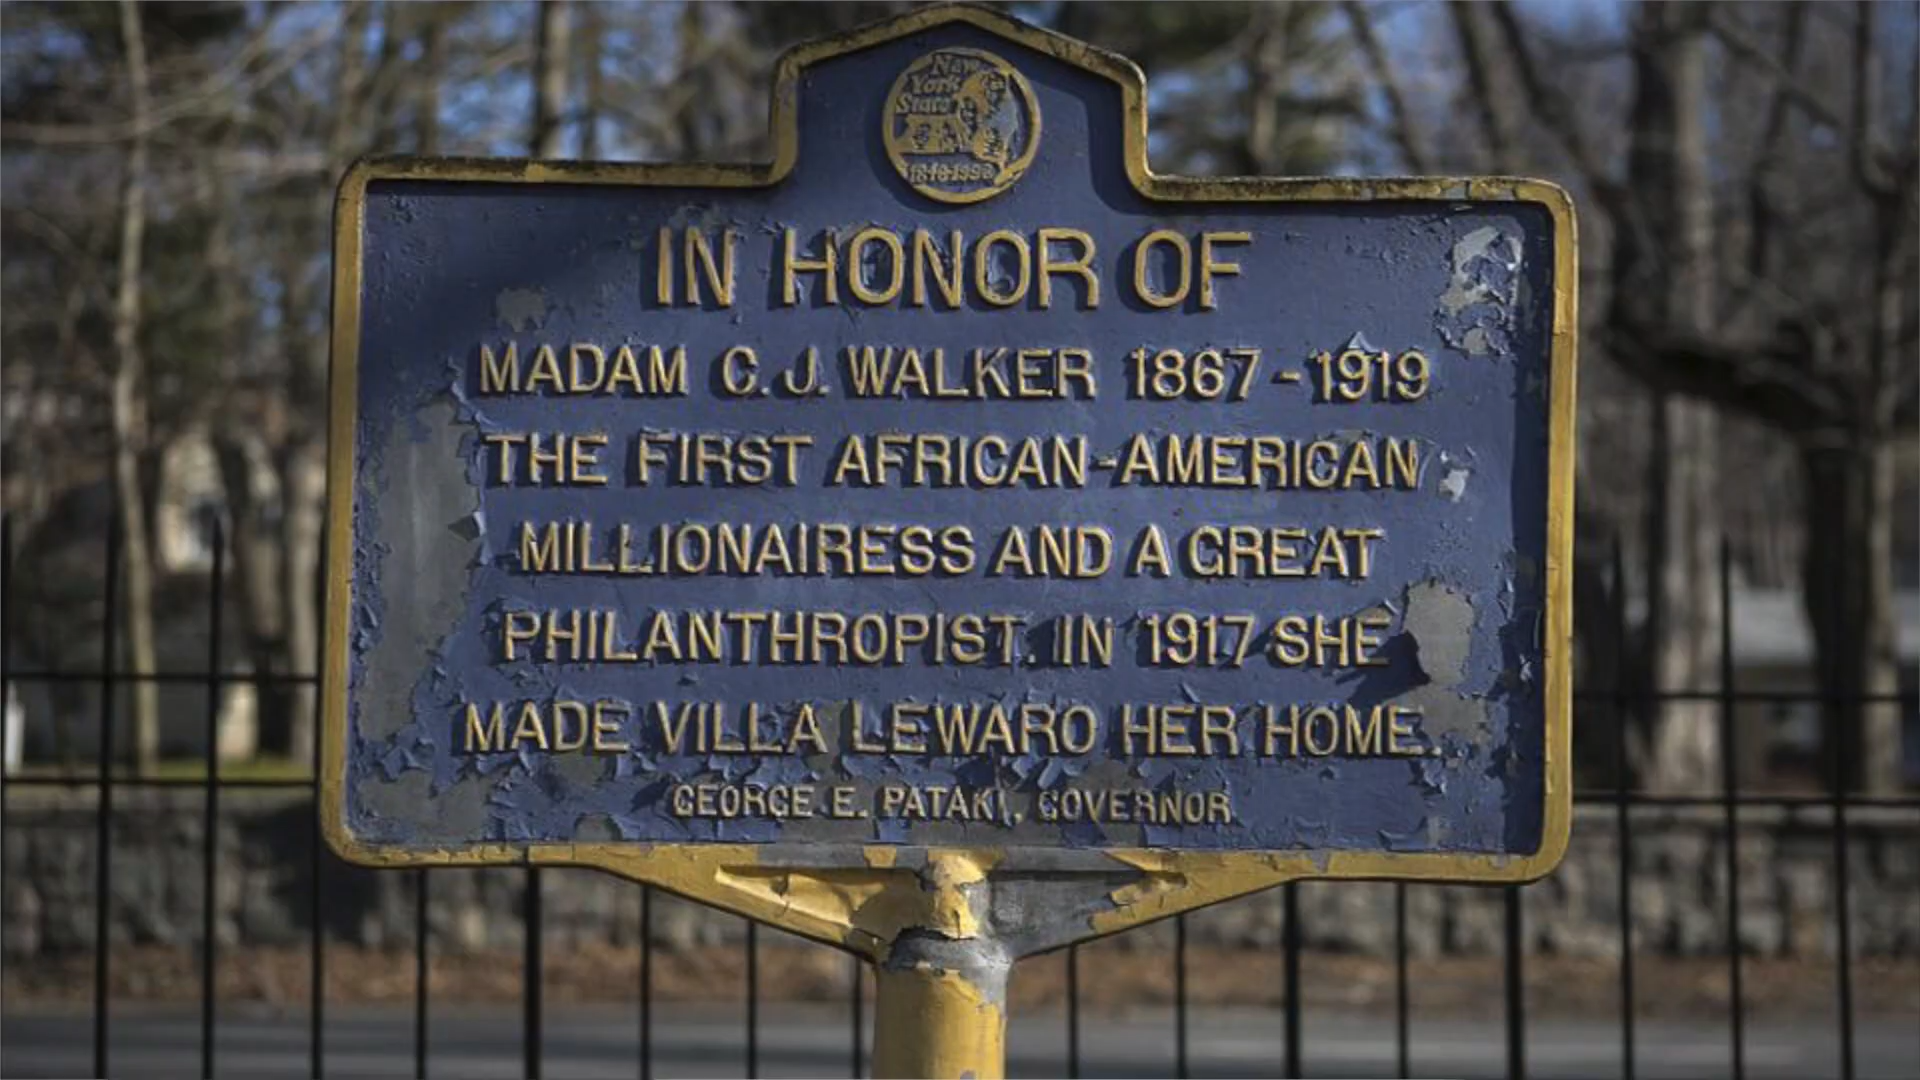 New
York
State
1848-1998
IN HONOR OF
MADAM C.J. WALKER 1867-1919
THE FIRST AFRICAN-AMERICAN
MILLIONAIRESS AND A GREAT
PHILANTHROPIST. IN 1917 SHE
MADE VILLA LEWARO HER HOME.
GEORGE E. PATAKI, GOVERNOR